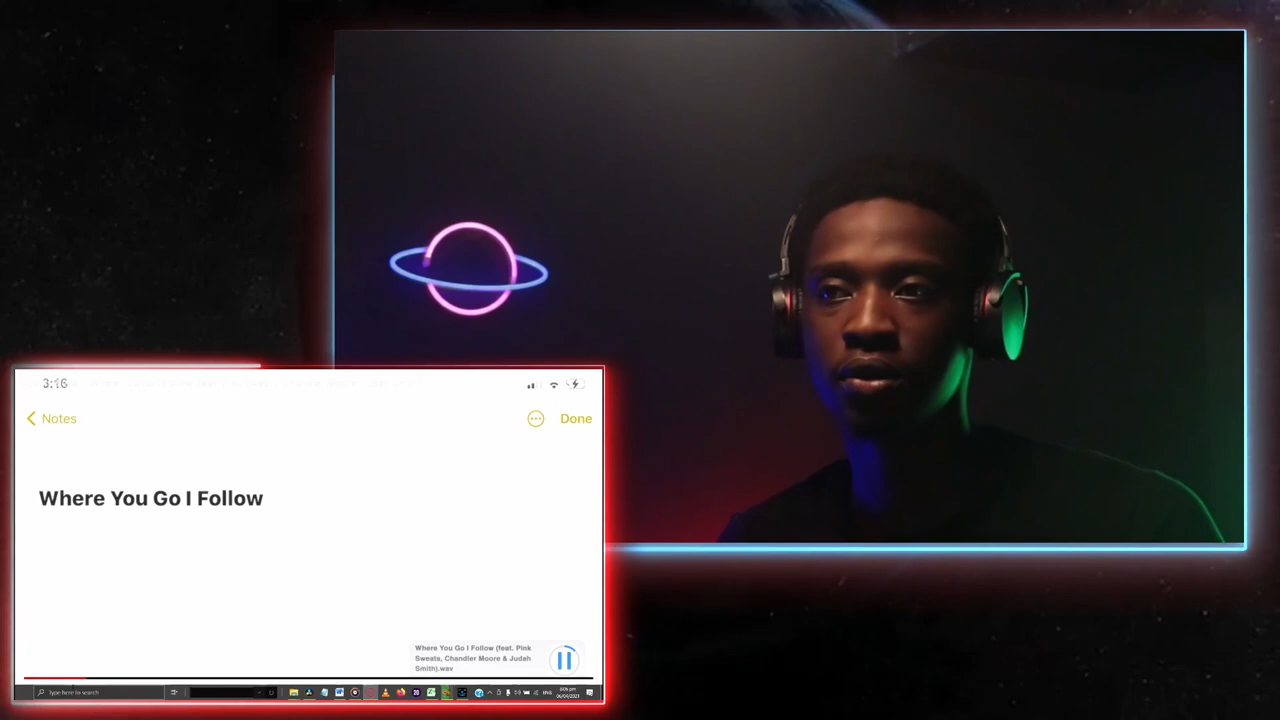 3:16
Notes
Done
Where You Go I Follow
Where You Go I Follow (feat. Pink
Sweats, Chandler Moore & Judah
Smith).wav
Type here to search
ENG